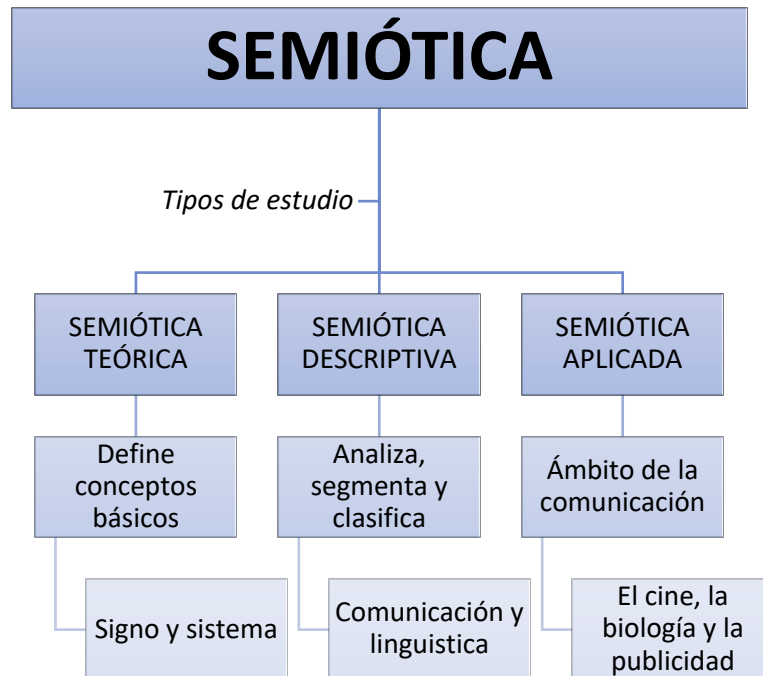 SEMIÓTICA
Tipos de estudio
SEMIÓTICA
TEÓRICA
SEMIÓTICA
DESCRIPTIVA
SEMIÓTICA
APLICADA
Define
conceptos
básicos
Analiza,
segmenta y
clasifica
Ámbito de la
comunicación
Signo y sistema
Comunicación y
linguistica
El cine, la
biología y la
publicidad